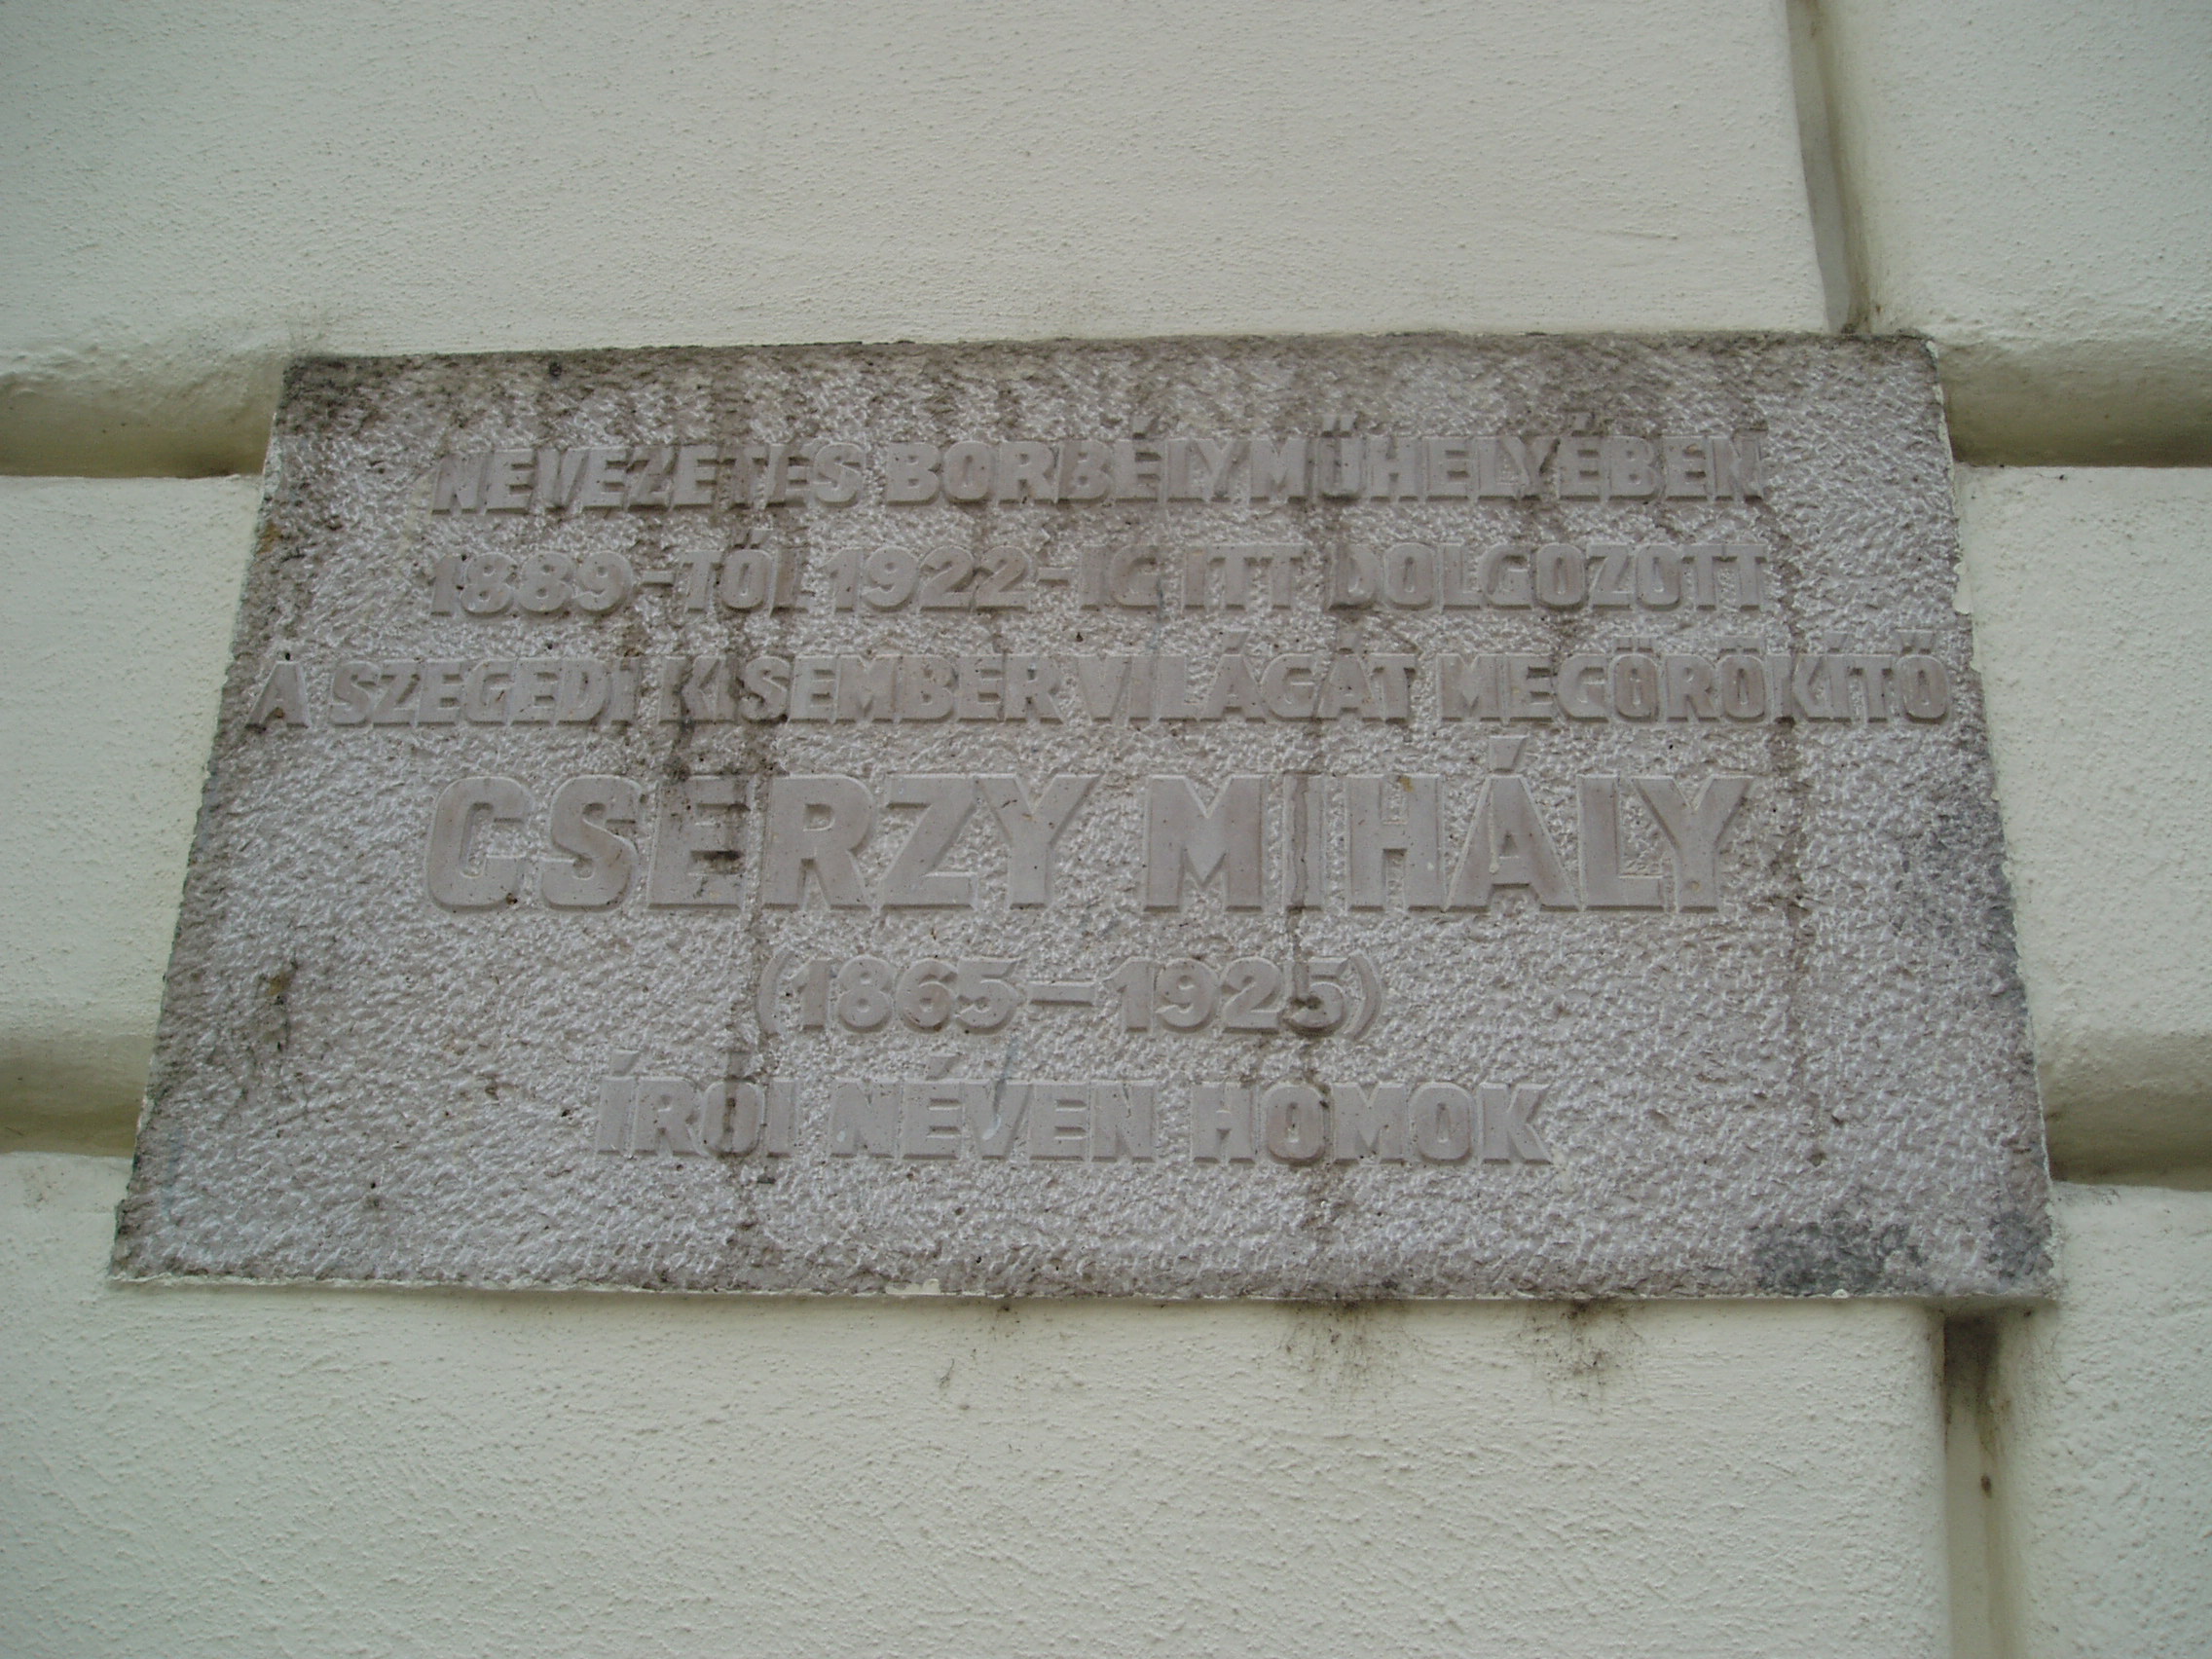 NEVEZETES BORBÉLYMŰHELYÉBEN
1889-TŐL 1922-IG ITT DOLGOZOTT
A SZEGEDI KISEMBER VILÁGÁT MEGÖRÖKÍTŐ
CSERZY MIHÁLY
(1865–1925)
ÍRÓI NÉVEN HOMOK